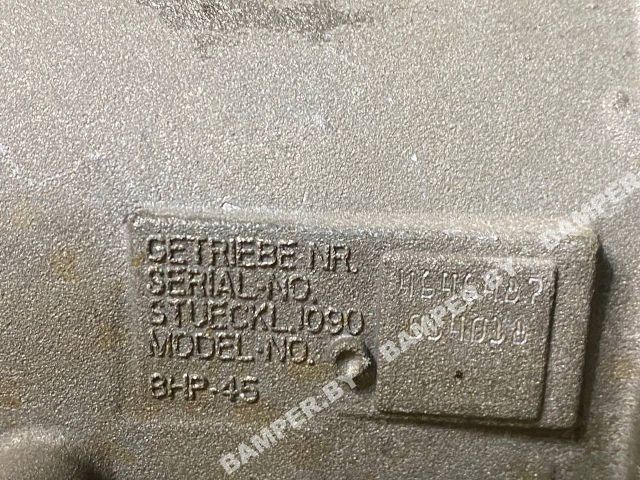 GETRIEBE NR.
SERIAL-NO.
STUECKL.1090
MODEL-NO.
8HP-45
BAMPER.BY - BAMPER.BY - BAMPER.BY